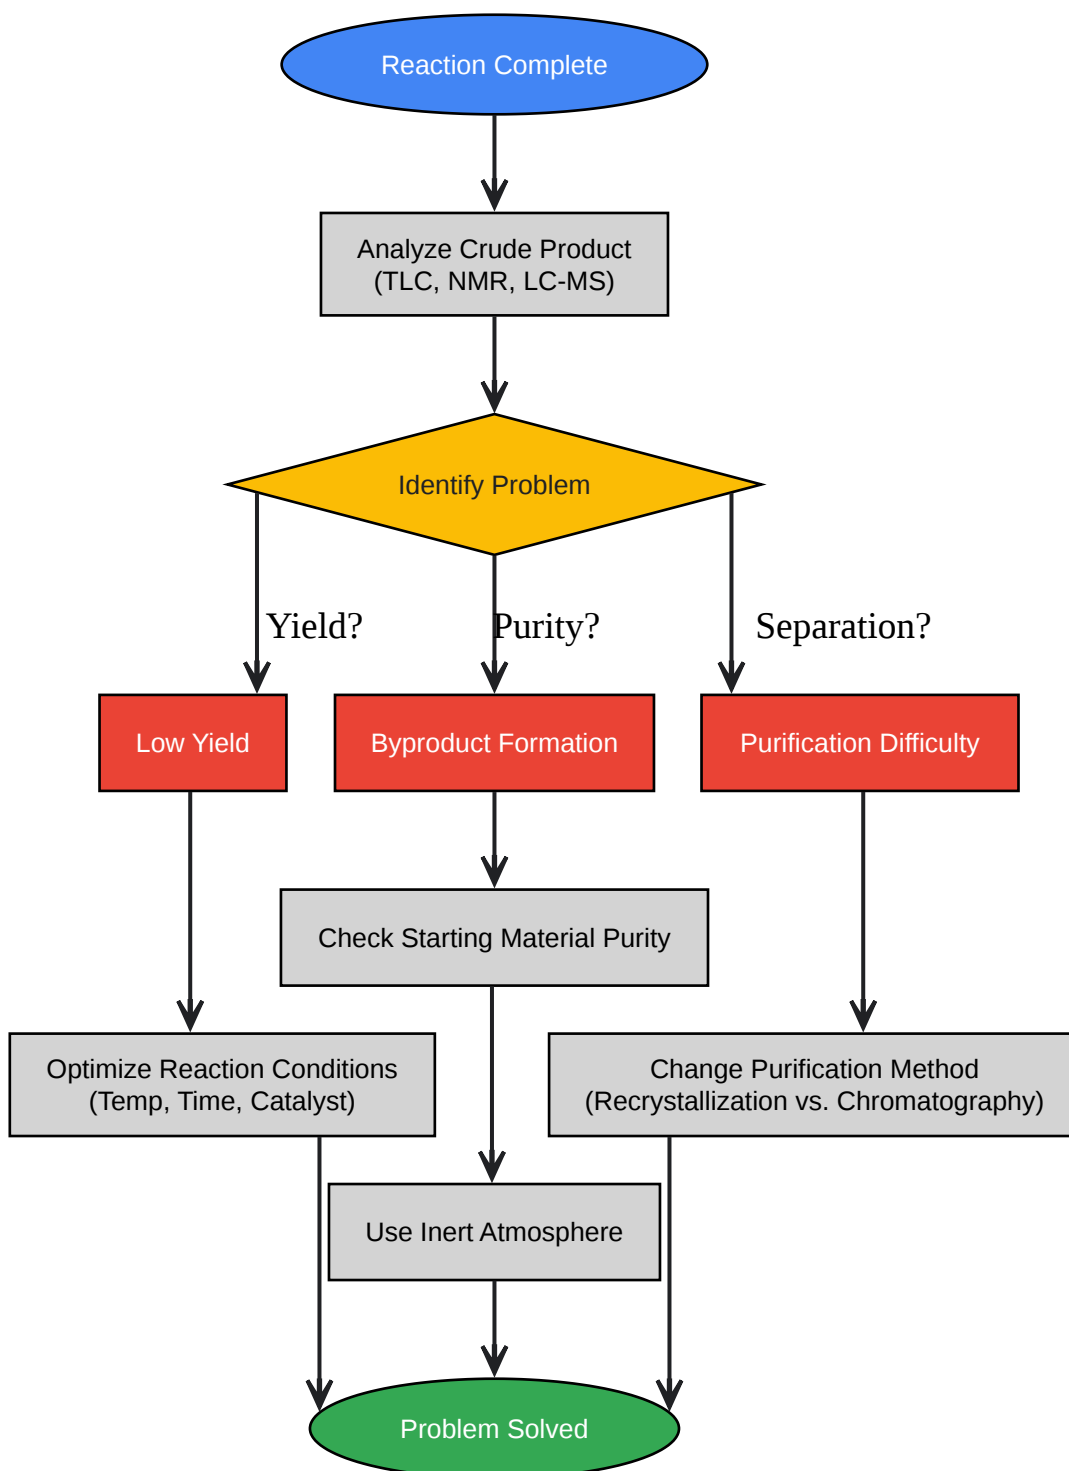 Reaction Complete
Analyze Crude Product
(TLC, NMR, LC-MS)
Identify Problem
Yield?
Purity?
Separation?
Low Yield
Byproduct Formation
Purification Difficulty
Check Starting Material Purity
Optimize Reaction Conditions
(Temp, Time, Catalyst)
Change Purification Method
(Recrystallization vs. Chromatography)
Use Inert Atmosphere
Problem Solved